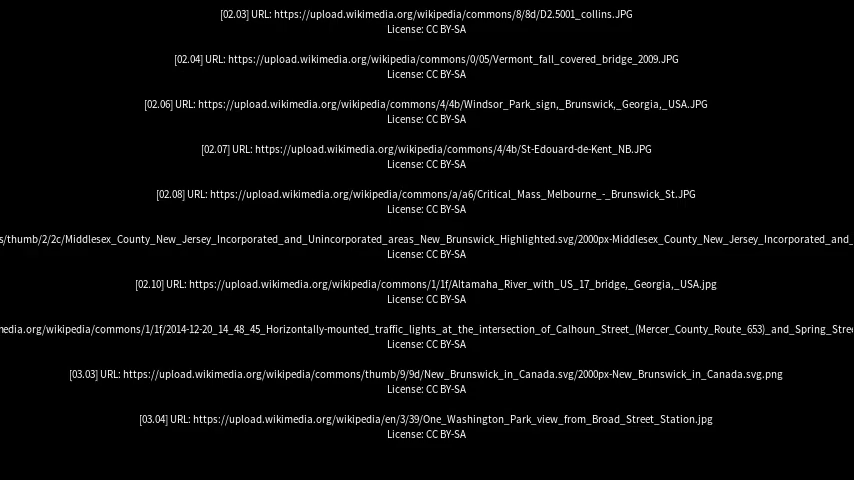 [02.03] URL: https://upload.wikimedia.org/wikipedia/commons/8/8d/D2.5001_collins.JPG
License: CC BY-SA
[02.04] URL: https://upload.wikimedia.org/wikipedia/commons/0/05/Vermont_fall_covered_bridge_2009.JPG
License: CC BY-SA
[02.06] URL: https://upload.wikimedia.org/wikipedia/commons/4/4b/Windsor_Park_sign,_Brunswick,_Georgia,_USA.JPG
License: CC BY-SA
[02.07] URL: https://upload.wikimedia.org/wikipedia/commons/4/4b/St-Edouard-de-Kent_NB.JPG
License: CC BY-SA
[02.08] URL: https://upload.wikimedia.org/wikipedia/commons/a/a6/Critical_Mass_Melbourne_-_Brunswick_St.JPG
License: CC BY-SA
s/thumb/2/2c/Middlesex_County_New_Jersey_Incorporated_and_Unincorporated_areas_New_Brunswick_Highlighted.svg/2000px-Middlesex_County_New_Jersey_Incorporated_and_
License: CC BY-SA
[02.10] URL: https://upload.wikimedia.org/wikipedia/commons/1/1f/Altamaha_River_with_US_17_bridge,_Georgia,_USA.jpg
License: CC BY-SA
media.org/wikipedia/commons/1/1f/2014-12-20_14_48_45_Horizontally-mounted_traffic_lights_at_the_intersection_of_Calhoun_Street_(Mercer_County_Route_653)_and_Spring_Stree
License: CC BY-SA
[03.03] URL: https://upload.wikimedia.org/wikipedia/commons/thumb/9/9d/New_Brunswick_in_Canada.svg/2000px-New_Brunswick_in_Canada.svg.png
License: CC BY-SA
[03.04] URL: https://upload.wikimedia.org/wikipedia/en/3/39/One_Washington_Park_view_from_Broad_Street_Station.jpg
License: CC BY-SA